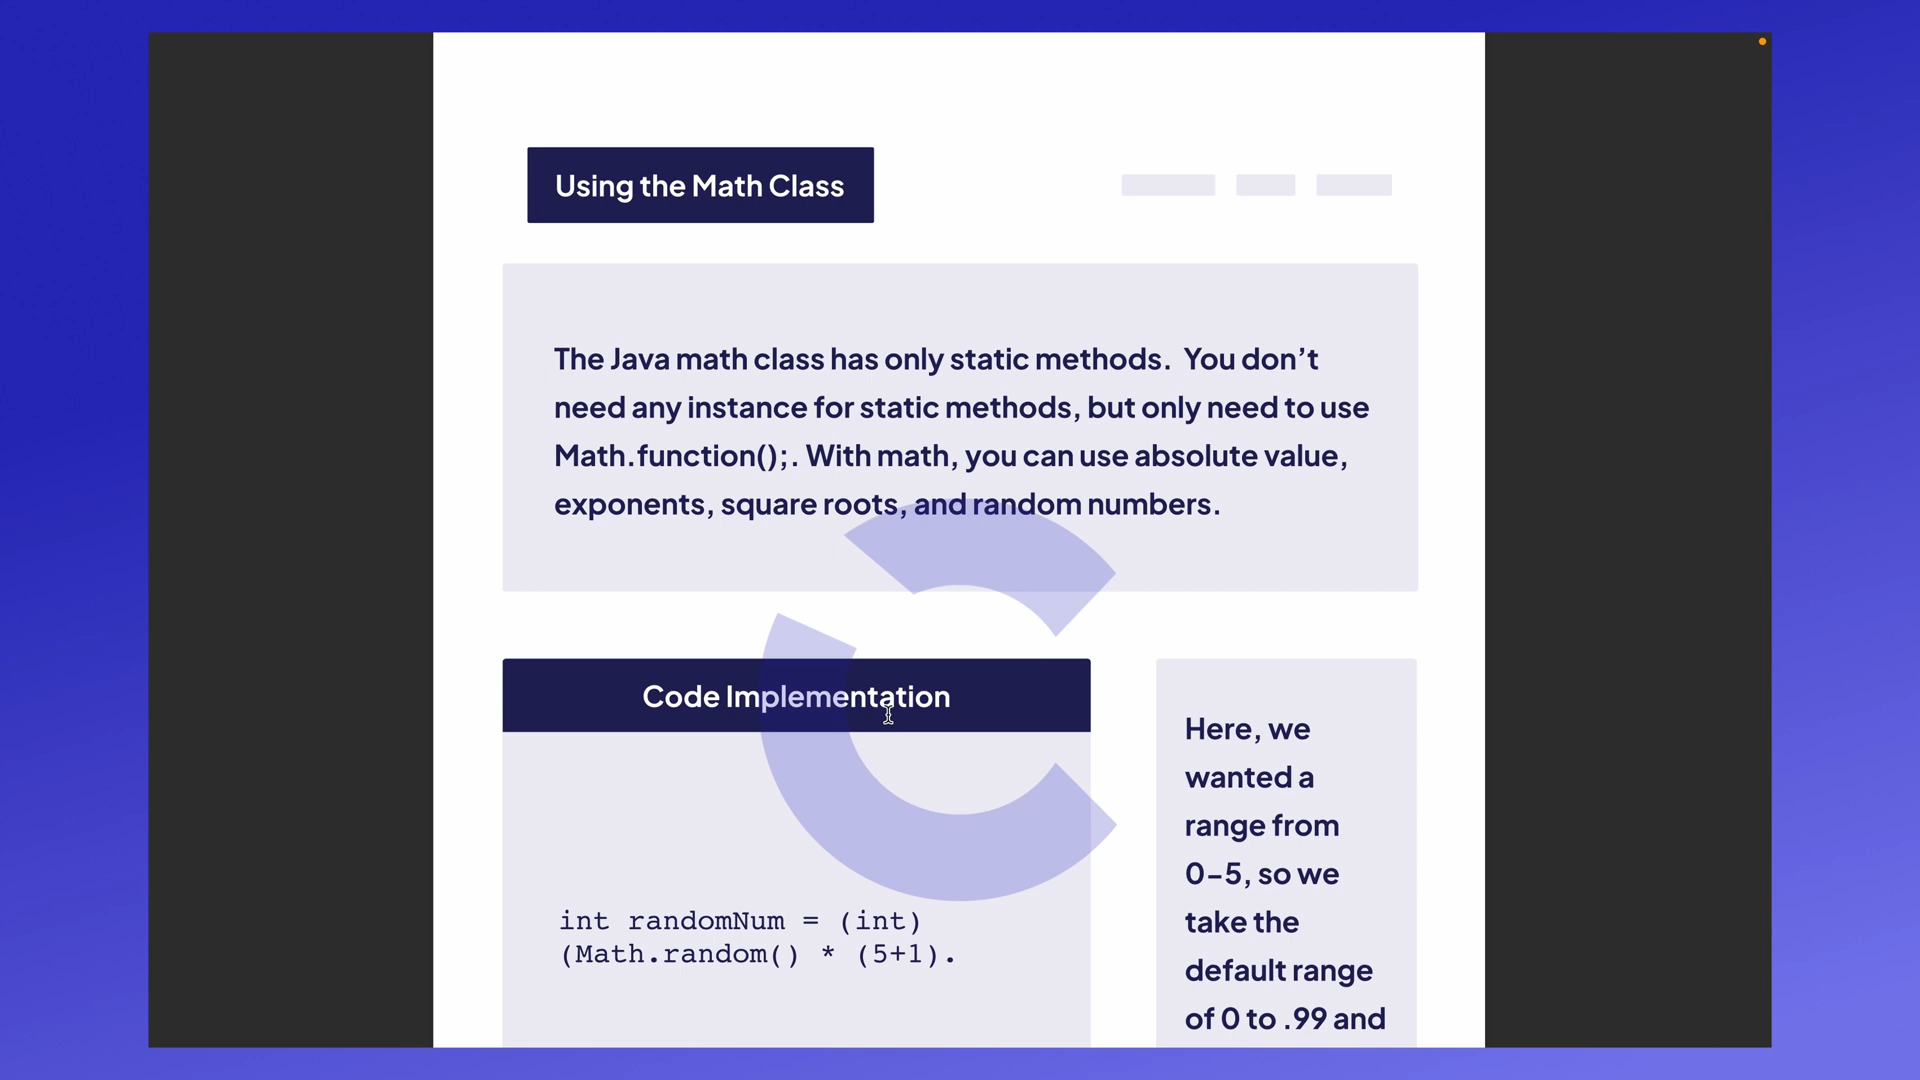 Using the Math Class
The Java math class has only static methods.  You don’t
need any instance for static methods, but only need to use
Math.function();. With math, you can use absolute value,
exponents, square roots, and random numbers.
Code Implementation
int randomNum = (int)
(Math.random() * (5+1).
Here, we
wanted a
range from
0–5, so we
take the
default range
of 0 to .99 and